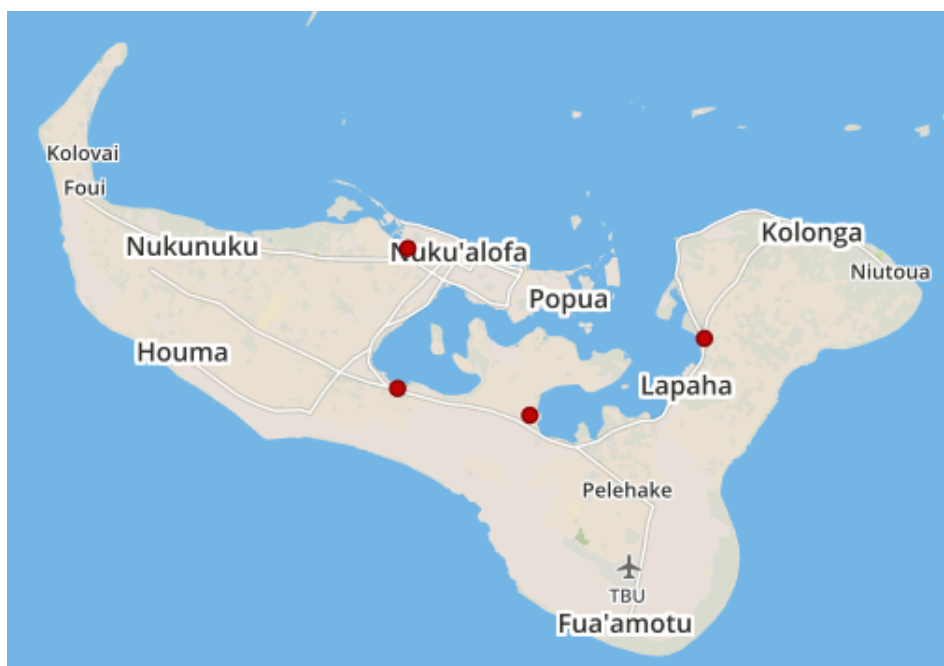 Kolovai
Foui
Nukunuku
Nuku'alofa
Kolonga
Niutoua
Popua
Houma
Lapaha
Pelehake
TBU
Fua'amotu